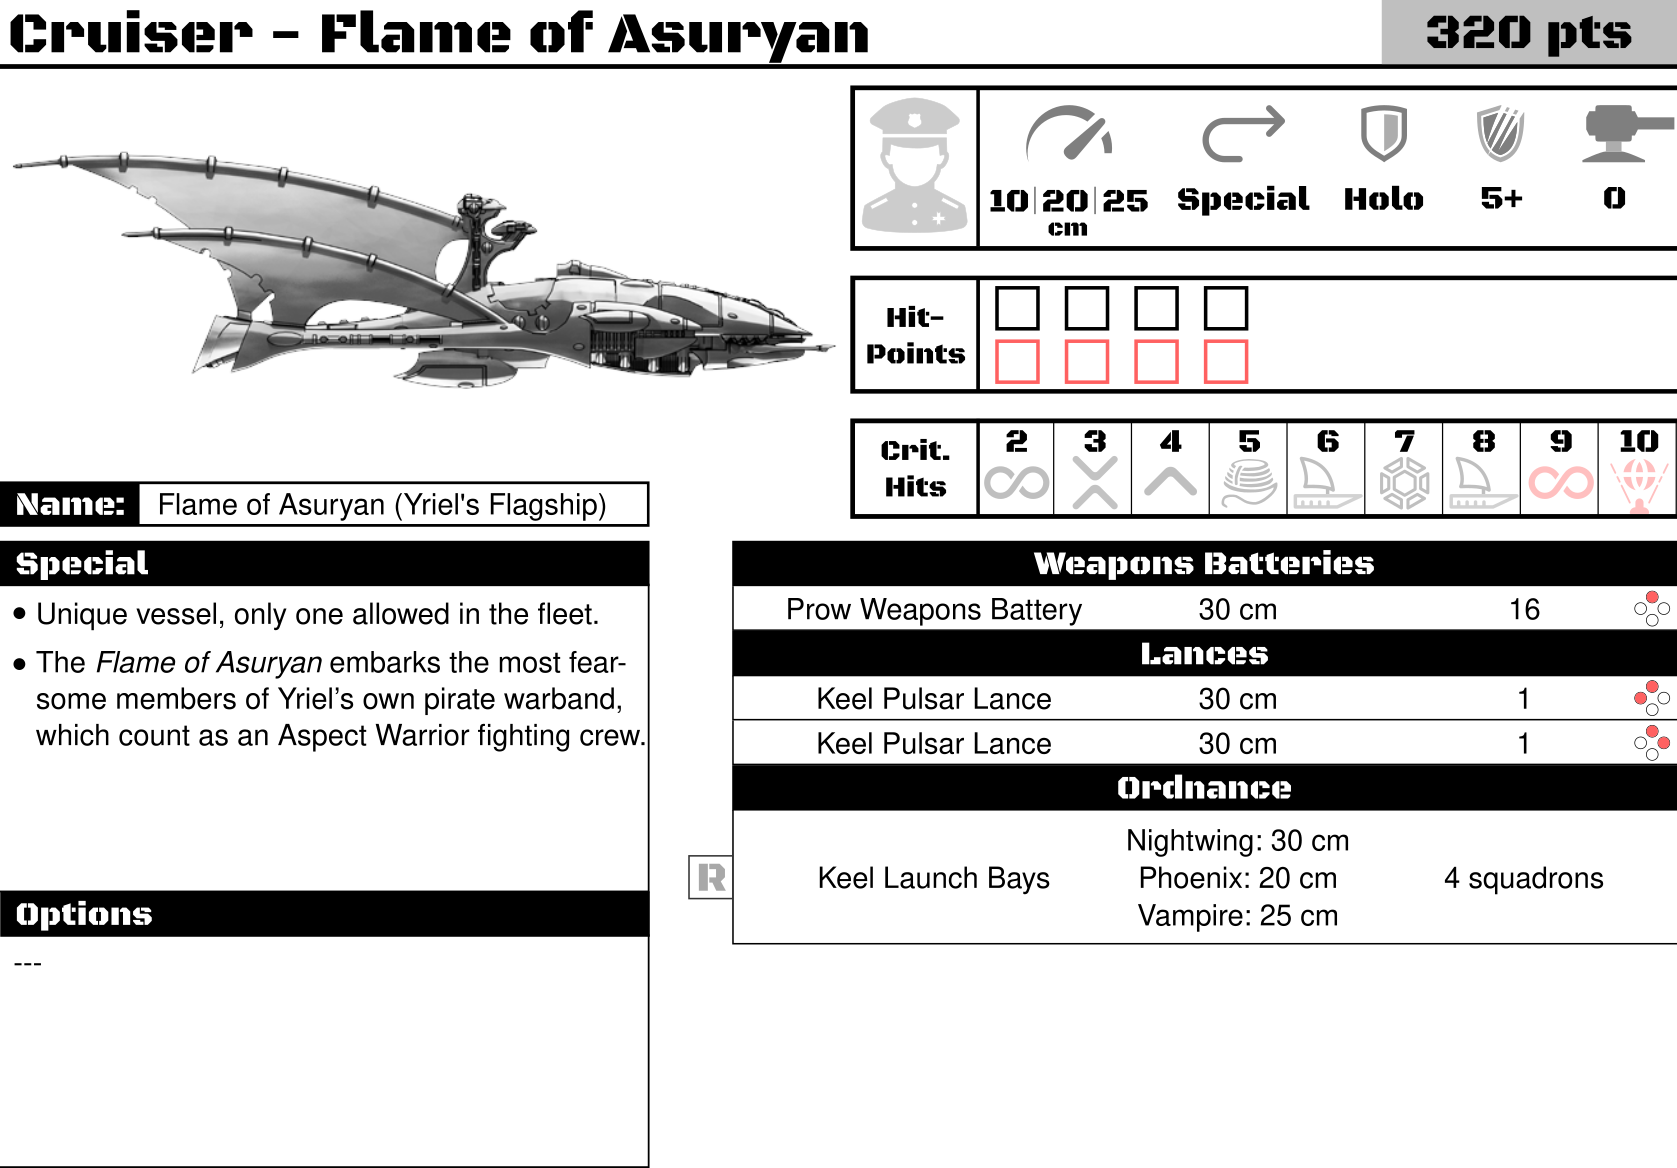 Cruiser – Flame of Asuryan
320 pts
10|20|25
cm
Special
Holo
5+
0
Hit-
Points
Crit.
Hits
2 3 4 5 6 7 8 9 10
Name:
Flame of Asuryan (Yriel's Flagship)
Special
• Unique vessel, only one allowed in the fleet.
• The Flame of Asuryan embarks the most fear-
some members of Yriel’s own pirate warband,
which count as an Aspect Warrior fighting crew.
Options
---
Weapons Batteries
Prow Weapons Battery 30 cm 16
Lances
Keel Pulsar Lance 30 cm 1
Keel Pulsar Lance 30 cm 1
Ordnance
R
Keel Launch Bays
Nightwing: 30 cm
Phoenix: 20 cm
Vampire: 25 cm
4 squadrons